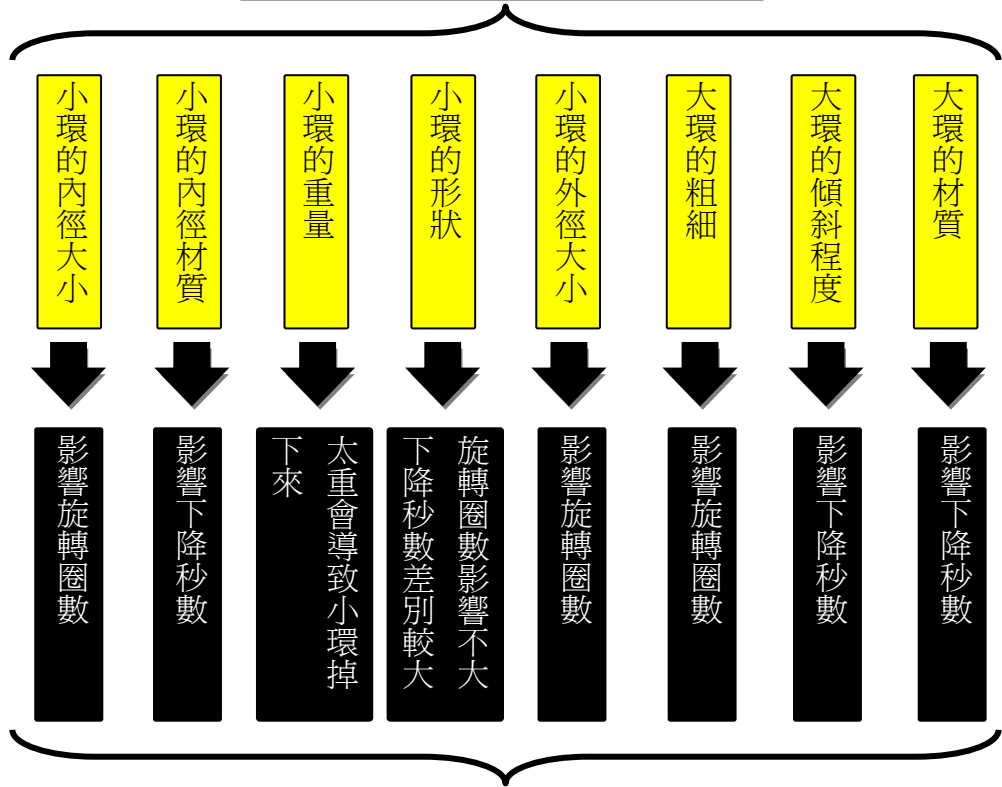 小環的內徑大小
小環的內徑材質
小環的重量
小環的形狀
小環的外徑大小
大環的粗細
大環的傾斜程度
大環的材質
影響旋轉圈數
影響下降秒數
太重會導致小環掉
下來
旋轉圈數影響不大
下降秒數差別較大
影響旋轉圈數
影響旋轉圈數
影響下降秒數
影響下降秒數